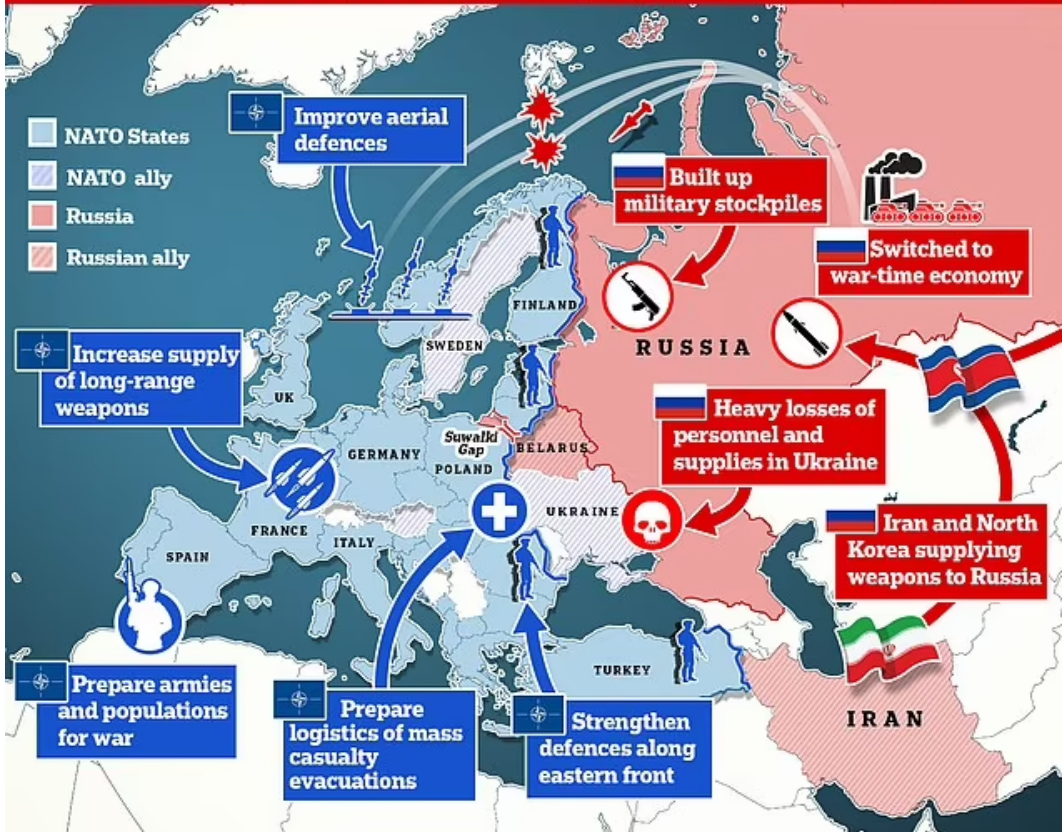 NATO States
NATO ally
Russia
Russian ally
Improve aerial
defences
Built up
military stockpiles
Switched to
war-time economy
Increase supply
of long-range
weapons
Heavy losses of
personnel and
supplies in Ukraine
Iran and North
Korea supplying
weapons to Russia
Prepare armies
and populations
for war
Prepare
logistics of mass
casualty
evacuations
Strengthen
defences along
eastern front
FINLAND
SWEDEN
RUSSIA
UK
GERMANY
Suwalki
Gap
POLAND
BELARUS
UKRAINE
FRANCE
ITALY
SPAIN
TURKEY
IRAN